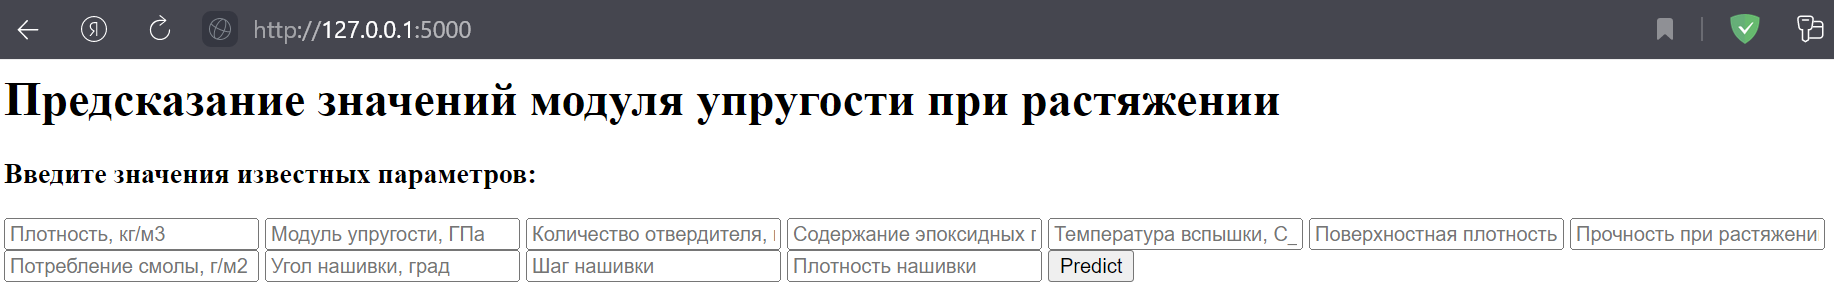 Я http://127.0.0.1:5000
Предсказание значений модуля упругости при растяжении
Введите значения известных параметров:
Плотность, кг/м3 Модуль упругости, ГПа Количество отвердителя, Содержание эпоксидных Температура вспышки, С_ Поверхностная плотность Прочность при растяжени
Потребление смолы, г/м2 Угол нашивки, град Шаг нашивки Плотность нашивки Predict